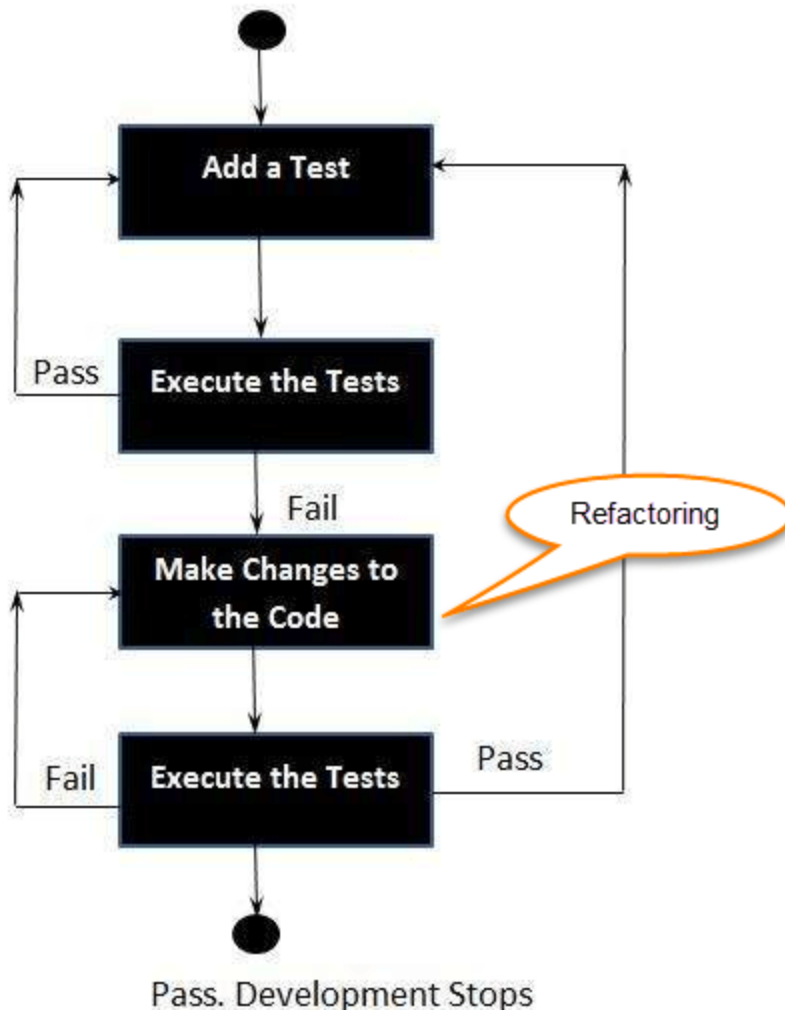 Add a Test
Pass
Execute the Tests
Fail
Refactoring
Make Changes to
the Code
Fail
Execute the Tests
Pass
Pass. Development Stops